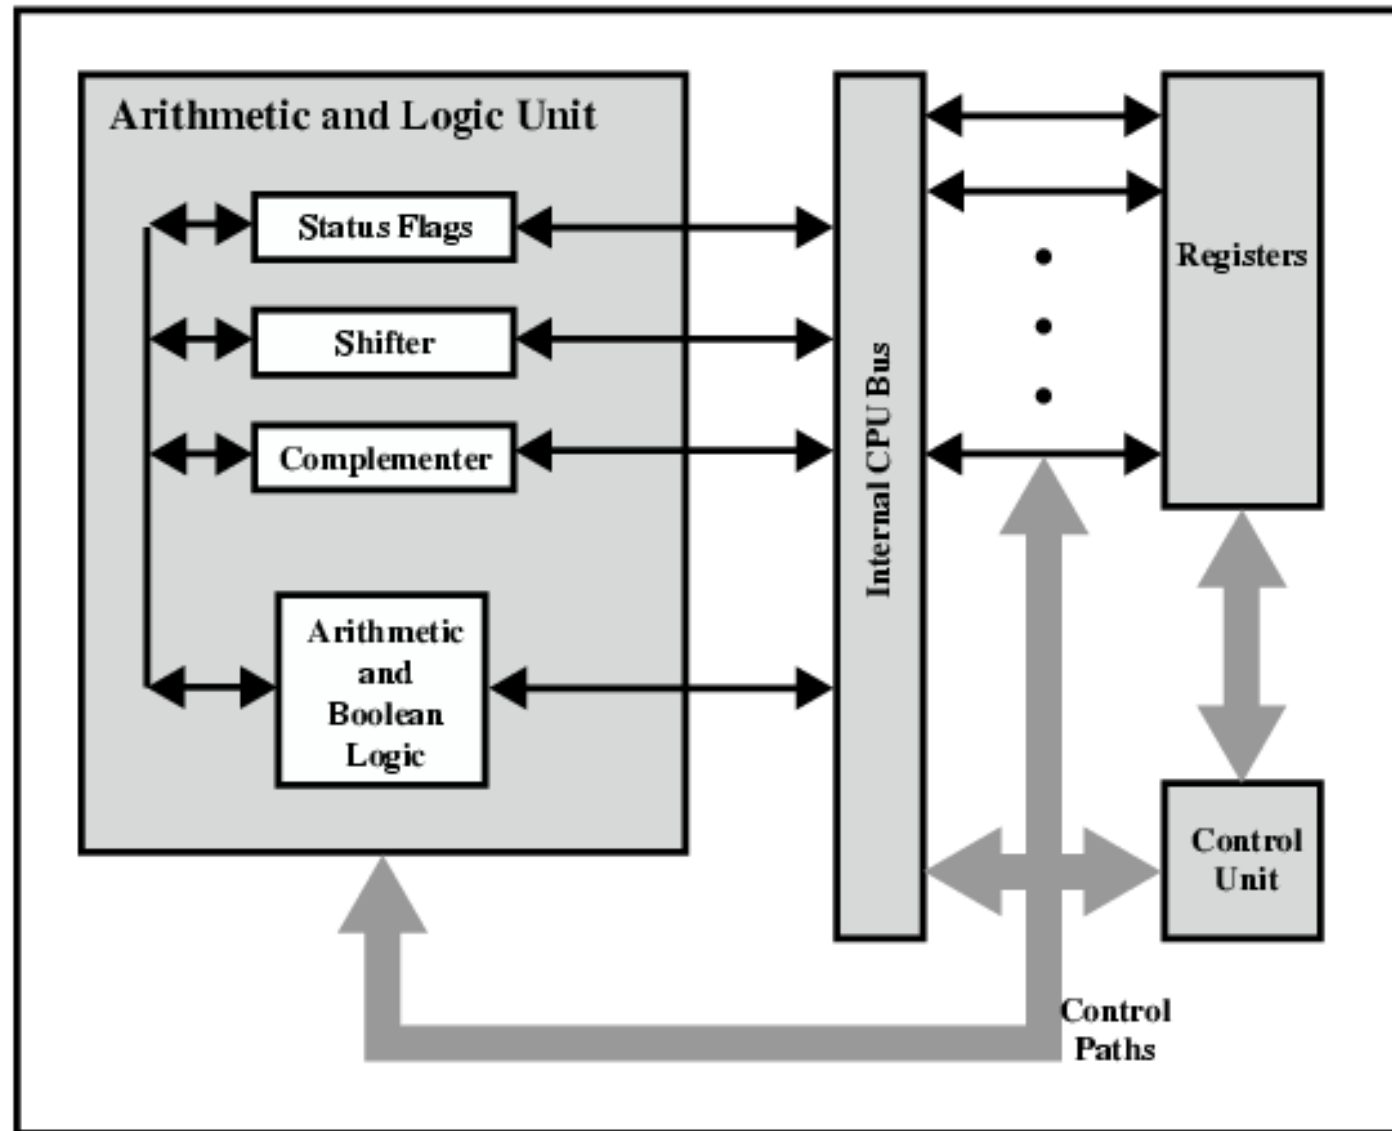 Arithmetic and Logic Unit
Status Flags
Shifter
Complementer
Arithmetic
and
Boolean
Logic
Internal CPU Bus
Registers
Control
Unit
Control
Paths